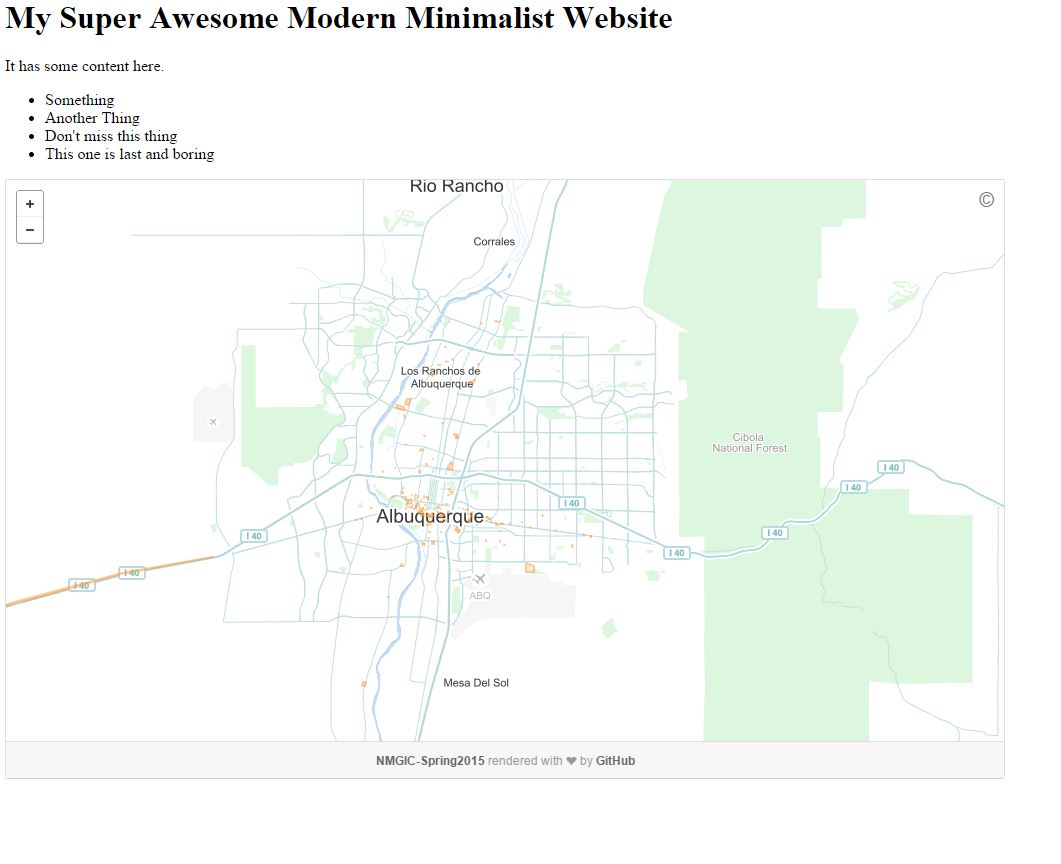 My Super Awesome Modern Minimalist Website
It has some content here.
Something
Another Thing
Don't miss this thing
This one is last and boring
+
−
©
Rio Rancho
Corrales
Los Ranchos de
Albuquerque
Cibola
National Forest
I 40
I 40
I 40
Albuquerque
I 40
I 40
I 40
I 40
I 40
ABQ
Mesa Del Sol
NMGIC-Spring2015 rendered with ❤ by GitHub